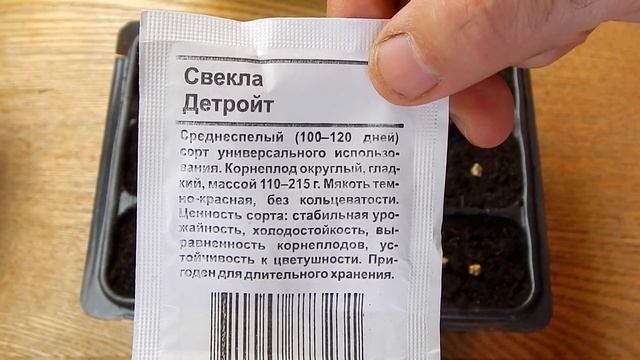 Свекла
Детройт
Среднеспелый (100–120 дней)
сорт универсального использо-
вания. Корнеплод округлый, глад-
кий, массой 110–215 г. Мякоть тем-
но-красная, без кольцеватости.
Ценность сорта: стабильная уро-
жайность, холодостойкость, вы-
равненность корнеплодов, ус-
тойчивость к цветушности. При-
годен для длительного хранения.